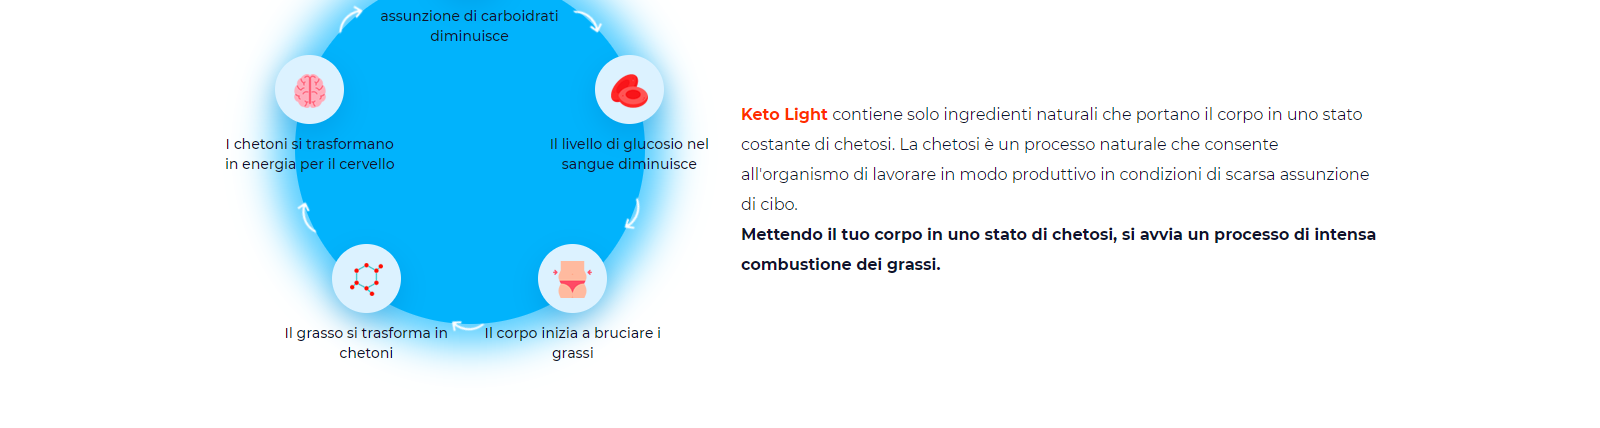 assunzione di carboidrati
diminuisce
I chetoni si trasformano
in energia per il cervello
Il livello di glucosio nel
sangue diminuisce
Il grasso si trasforma in
chetoni
Il corpo inizia a bruciare i
grassi
Keto Light contiene solo ingredienti naturali che portano il corpo in uno stato
costante di chetosi. La chetosi è un processo naturale che consente
all'organismo di lavorare in modo produttivo in condizioni di scarsa assunzione
di cibo.
Mettendo il tuo corpo in uno stato di chetosi, si avvia un processo di intensa
combustione dei grassi.